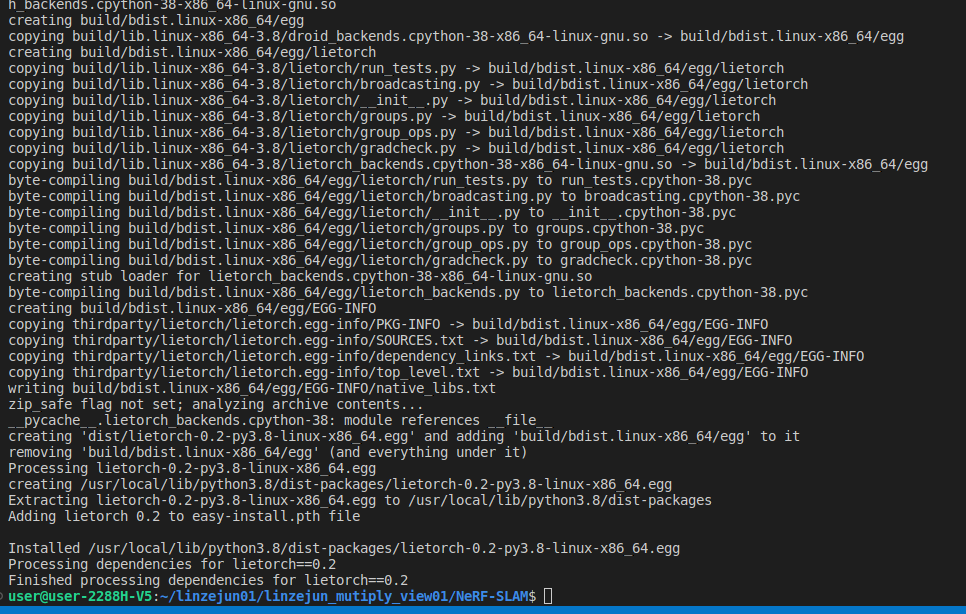 h_backends.cpython-38-x86_64-linux-gnu.so
creating build/bdist.linux-x86_64/egg
copying build/lib.linux-x86_64-3.8/droid_backends.cpython-38-x86_64-linux-gnu.so -> build/bdist.linux-x86_64/egg
creating build/bdist.linux-x86_64/egg/lietorch
copying build/lib.linux-x86_64-3.8/lietorch/run_tests.py -> build/bdist.linux-x86_64/egg/lietorch
copying build/lib.linux-x86_64-3.8/lietorch/broadcasting.py -> build/bdist.linux-x86_64/egg/lietorch
copying build/lib.linux-x86_64-3.8/lietorch/__init__.py -> build/bdist.linux-x86_64/egg/lietorch
copying build/lib.linux-x86_64-3.8/lietorch/groups.py -> build/bdist.linux-x86_64/egg/lietorch
copying build/lib.linux-x86_64-3.8/lietorch/group_ops.py -> build/bdist.linux-x86_64/egg/lietorch
copying build/lib.linux-x86_64-3.8/lietorch/gradcheck.py -> build/bdist.linux-x86_64/egg/lietorch
copying build/lib.linux-x86_64-3.8/lietorch_backends.cpython-38-x86_64-linux-gnu.so -> build/bdist.linux-x86_64/egg
byte-compiling build/bdist.linux-x86_64/egg/lietorch/run_tests.py to run_tests.cpython-38.pyc
byte-compiling build/bdist.linux-x86_64/egg/lietorch/broadcasting.py to broadcasting.cpython-38.pyc
byte-compiling build/bdist.linux-x86_64/egg/lietorch/__init__.py to __init__.cpython-38.pyc
byte-compiling build/bdist.linux-x86_64/egg/lietorch/groups.py to groups.cpython-38.pyc
byte-compiling build/bdist.linux-x86_64/egg/lietorch/group_ops.py to group_ops.cpython-38.pyc
byte-compiling build/bdist.linux-x86_64/egg/lietorch/gradcheck.py to gradcheck.cpython-38.pyc
creating stub loader for lietorch_backends.cpython-38-x86_64-linux-gnu.so
byte-compiling build/bdist.linux-x86_64/egg/lietorch_backends.py to lietorch_backends.cpython-38.pyc
creating build/bdist.linux-x86_64/egg/EGG-INFO
copying thirdparty/lietorch/lietorch.egg-info/PKG-INFO -> build/bdist.linux-x86_64/egg/EGG-INFO
copying thirdparty/lietorch/lietorch.egg-info/SOURCES.txt -> build/bdist.linux-x86_64/egg/EGG-INFO
copying thirdparty/lietorch/lietorch.egg-info/dependency_links.txt -> build/bdist.linux-x86_64/egg/EGG-INFO
copying thirdparty/lietorch/lietorch.egg-info/top_level.txt -> build/bdist.linux-x86_64/egg/EGG-INFO
writing build/bdist.linux-x86_64/egg/EGG-INFO/native_libs.txt
zip_safe flag not set; analyzing archive contents...
__pycache__.lietorch_backends.cpython-38: module references __file__
creating 'dist/lietorch-0.2-py3.8-linux-x86_64.egg' and adding 'build/bdist.linux-x86_64/egg' to it
removing 'build/bdist.linux-x86_64/egg' (and everything under it)
Processing lietorch-0.2-py3.8-linux-x86_64.egg
creating /usr/local/lib/python3.8/dist-packages/lietorch-0.2-py3.8-linux-x86_64.egg
Extracting lietorch-0.2-py3.8-linux-x86_64.egg to /usr/local/lib/python3.8/dist-packages
Adding lietorch 0.2 to easy-install.pth file

Installed /usr/local/lib/python3.8/dist-packages/lietorch-0.2-py3.8-linux-x86_64.egg
Processing dependencies for lietorch==0.2
Finished processing dependencies for lietorch==0.2
user@user-2288H-V5:~/linzejun01/linzejun_mutiply_view01/NeRF-SLAM$